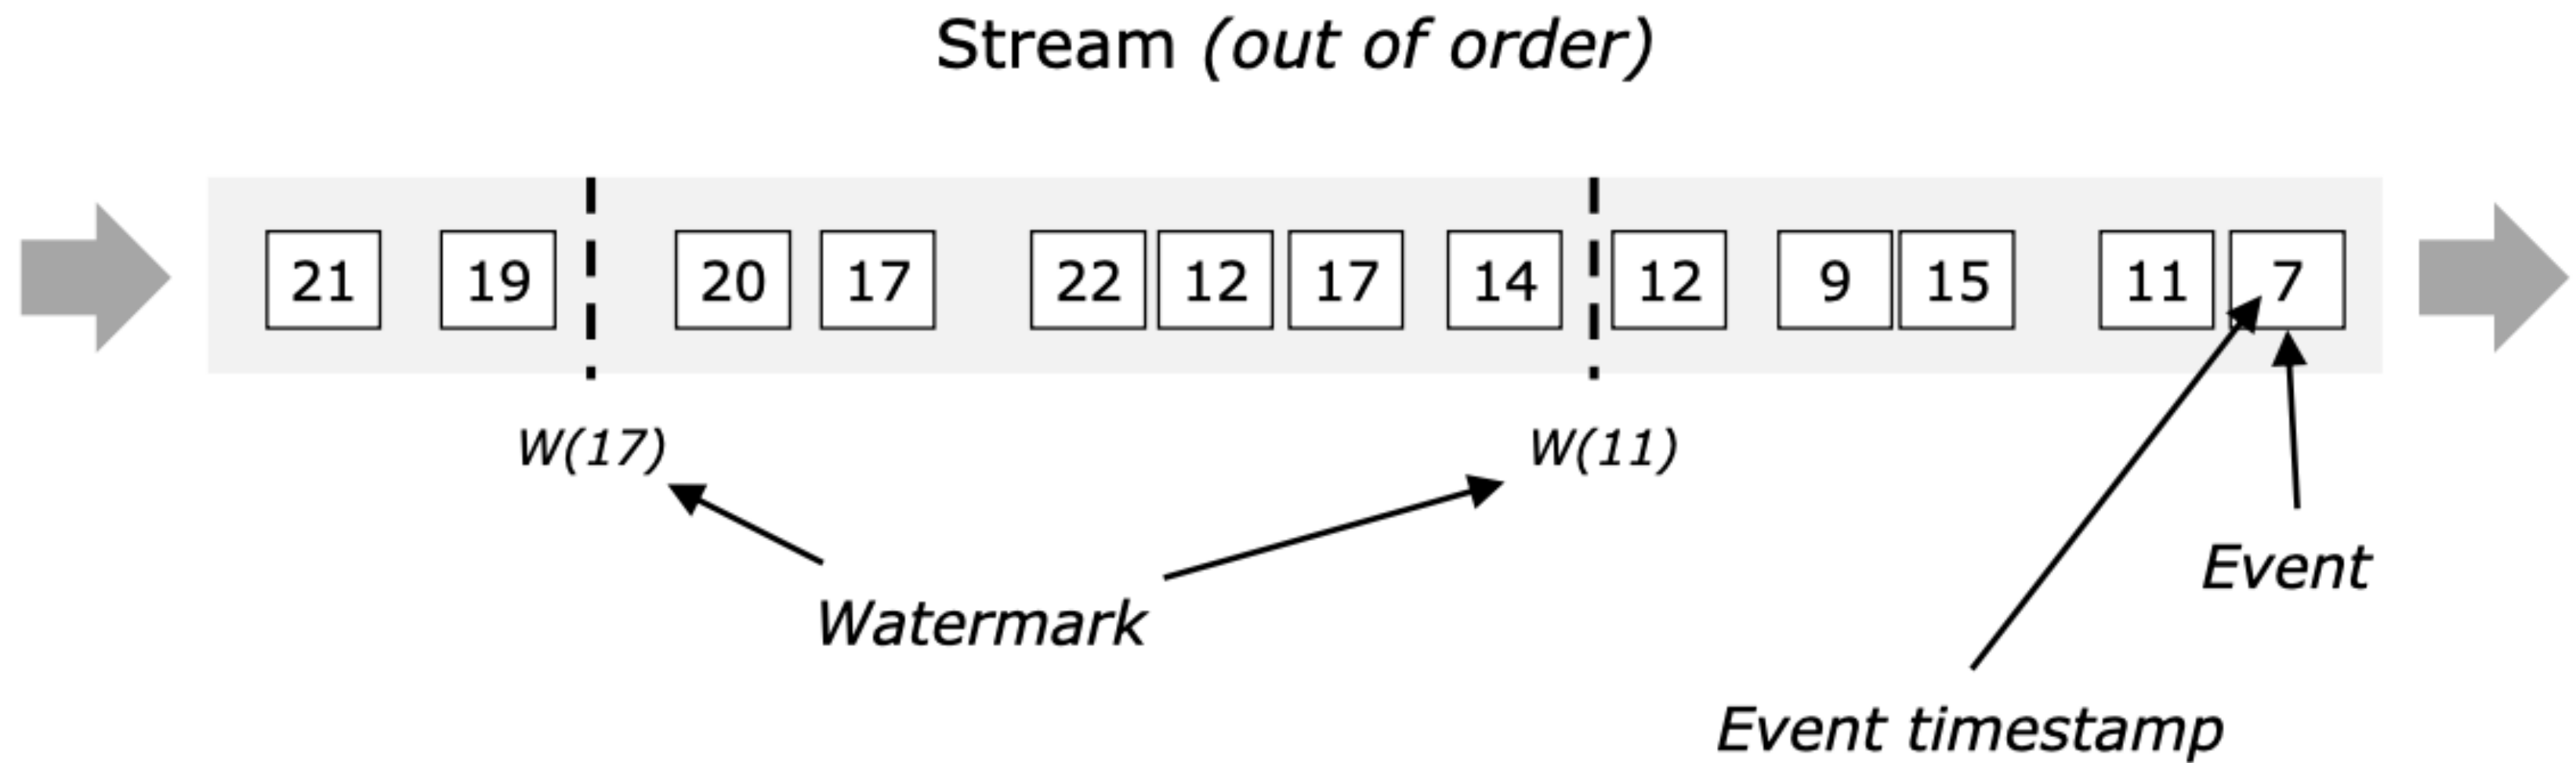 Stream (out of order)
21 19 20 17 22 12 17 14 12 9 15 11 7
W(17) W(11)
Event
Watermark
Event timestamp